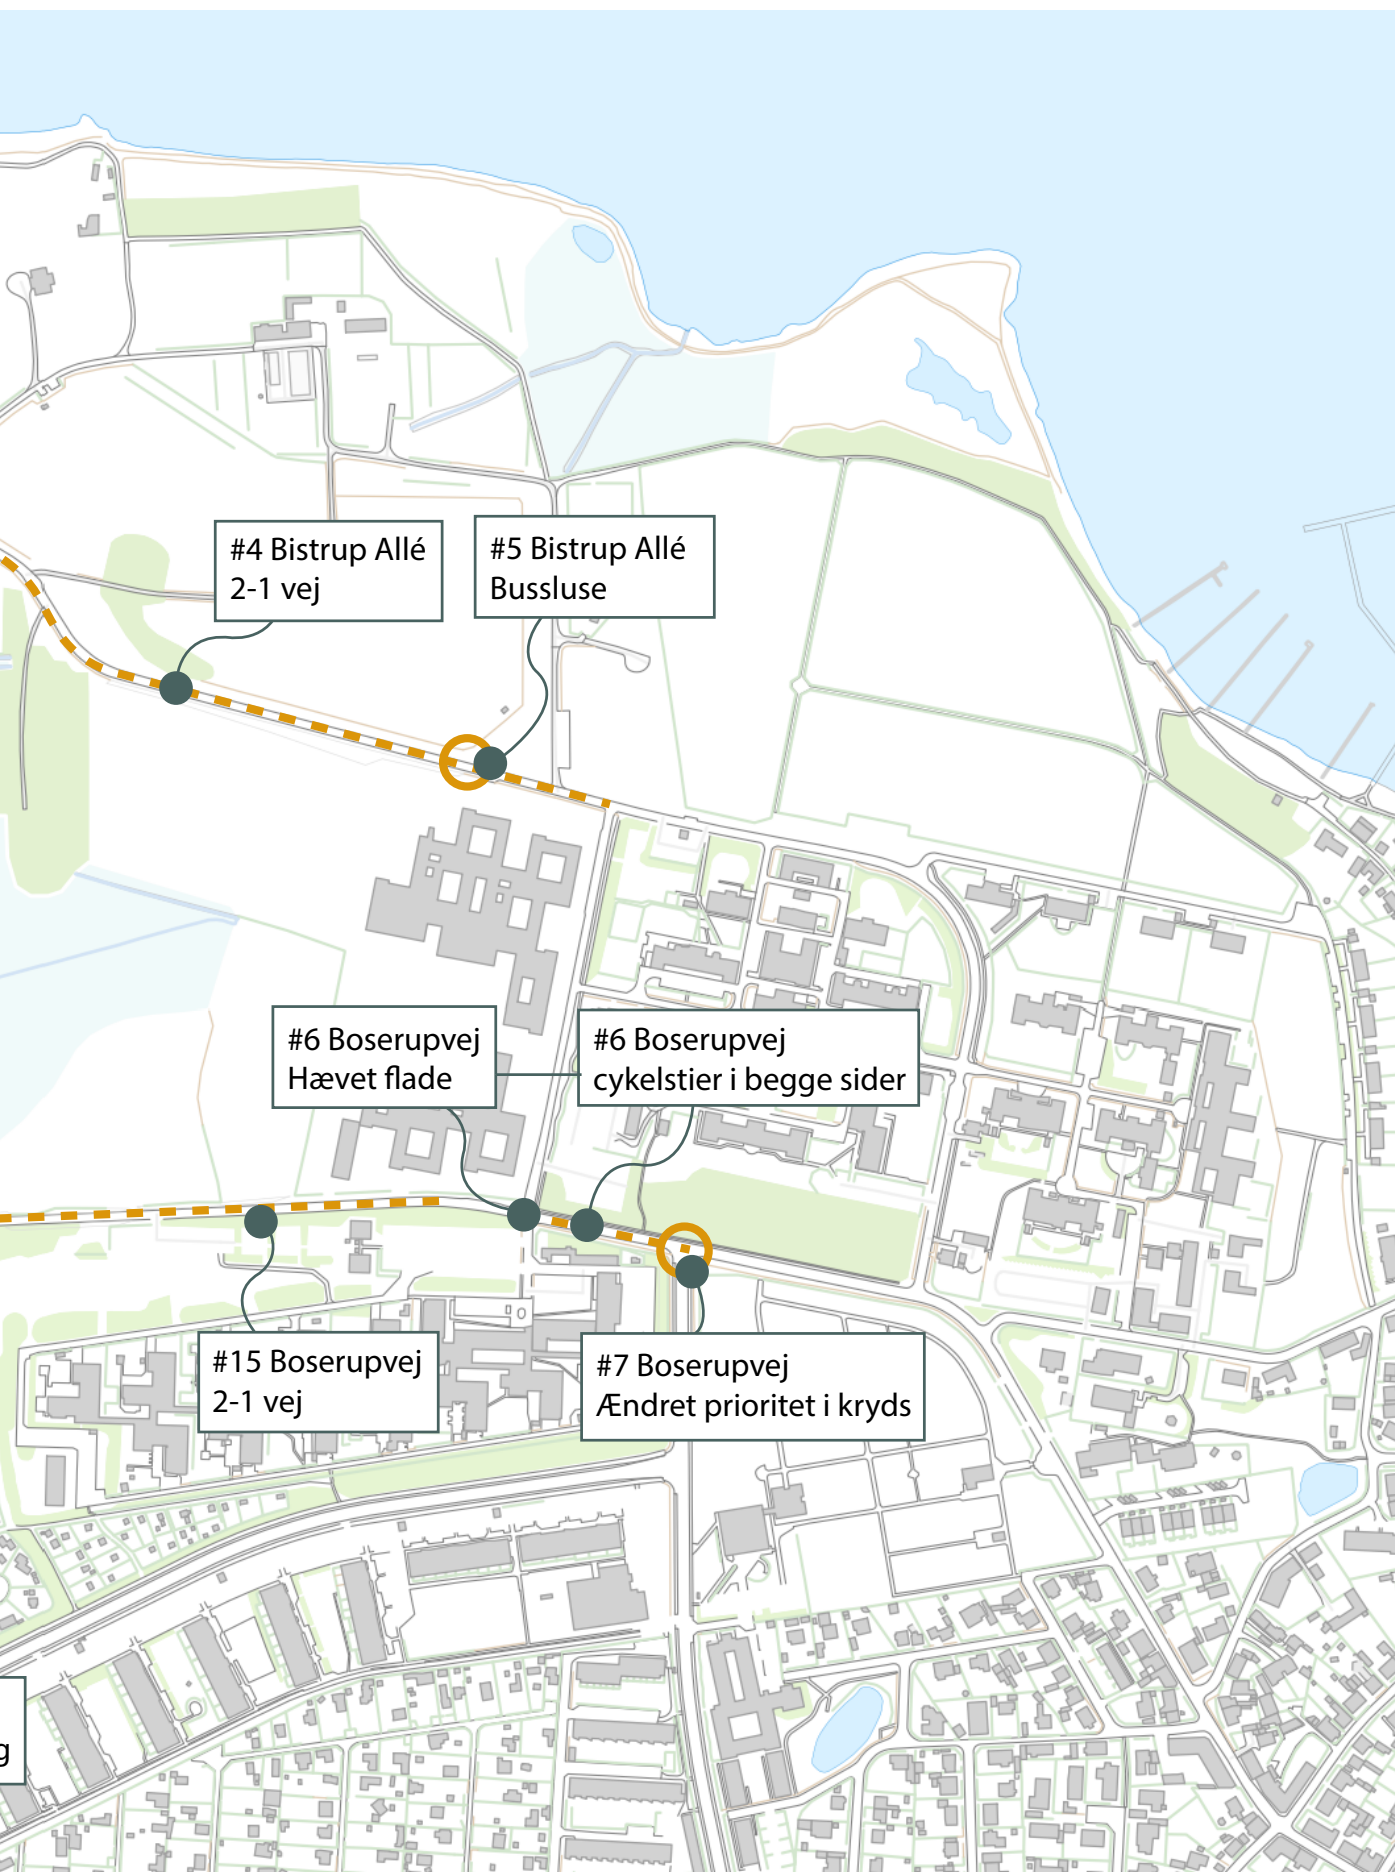 #4 Bistrup Allé
2-1 vej
#5 Bistrup Allé
Bussluse
#6 Boserupvej
Hævet flade
#6 Boserupvej
cykelstier i begge sider
#15 Boserupvej
2-1 vej
#7 Boserupvej
Ændret prioritet i kryds
g